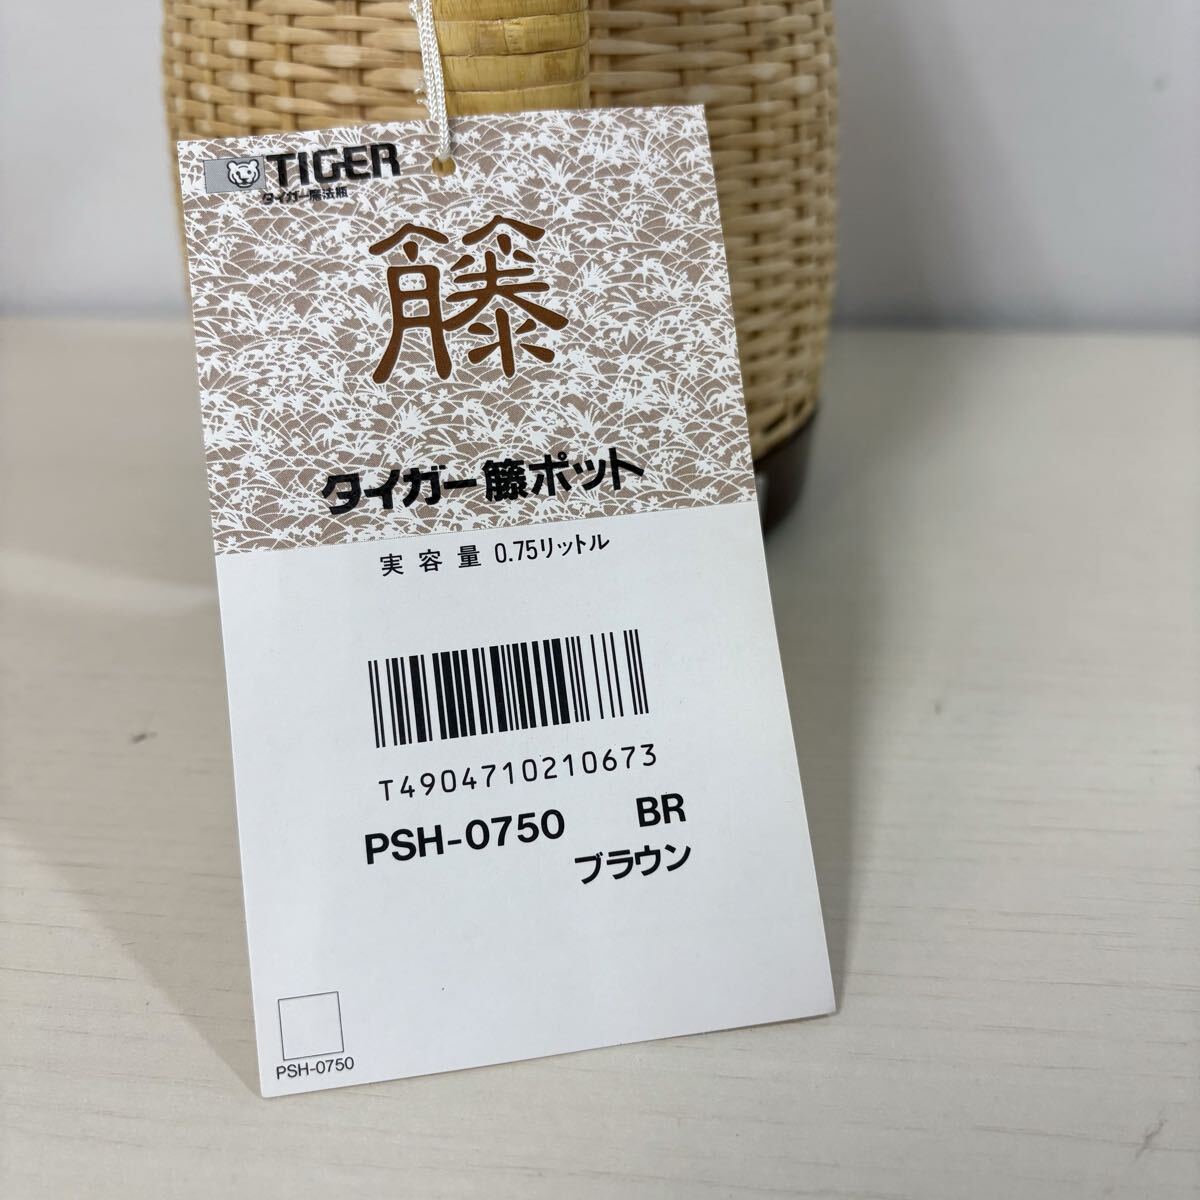 TIGER
タイガー魔法瓶
籐
タイガー籐ポット
実容量 0.75リットル
T4904710210673
PSH-0750 BR
ブラウン
PSH-0750